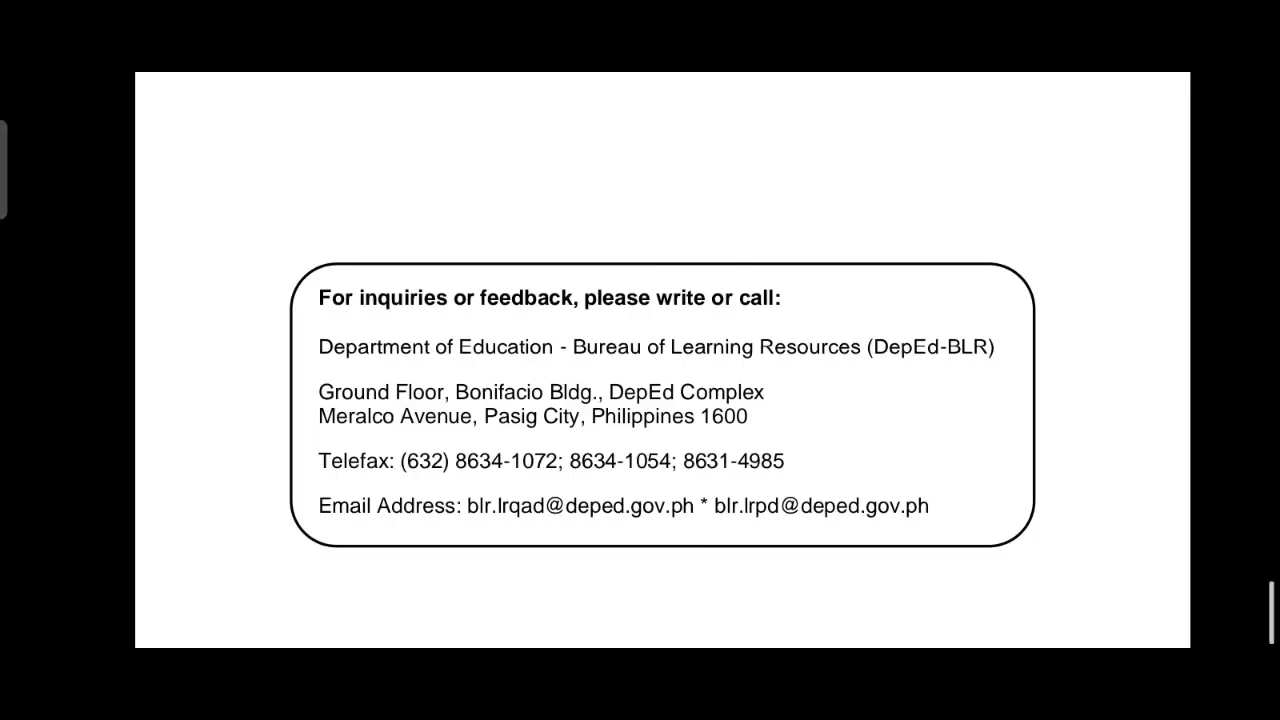 For inquiries or feedback, please write or call:
Department of Education - Bureau of Learning Resources (DepEd-BLR)
Ground Floor, Bonifacio Bldg., DepEd Complex
Meralco Avenue, Pasig City, Philippines 1600
Telefax: (632) 8634-1072; 8634-1054; 8631-4985
Email Address: blr.lrqad@deped.gov.ph * blr.lrpd@deped.gov.ph